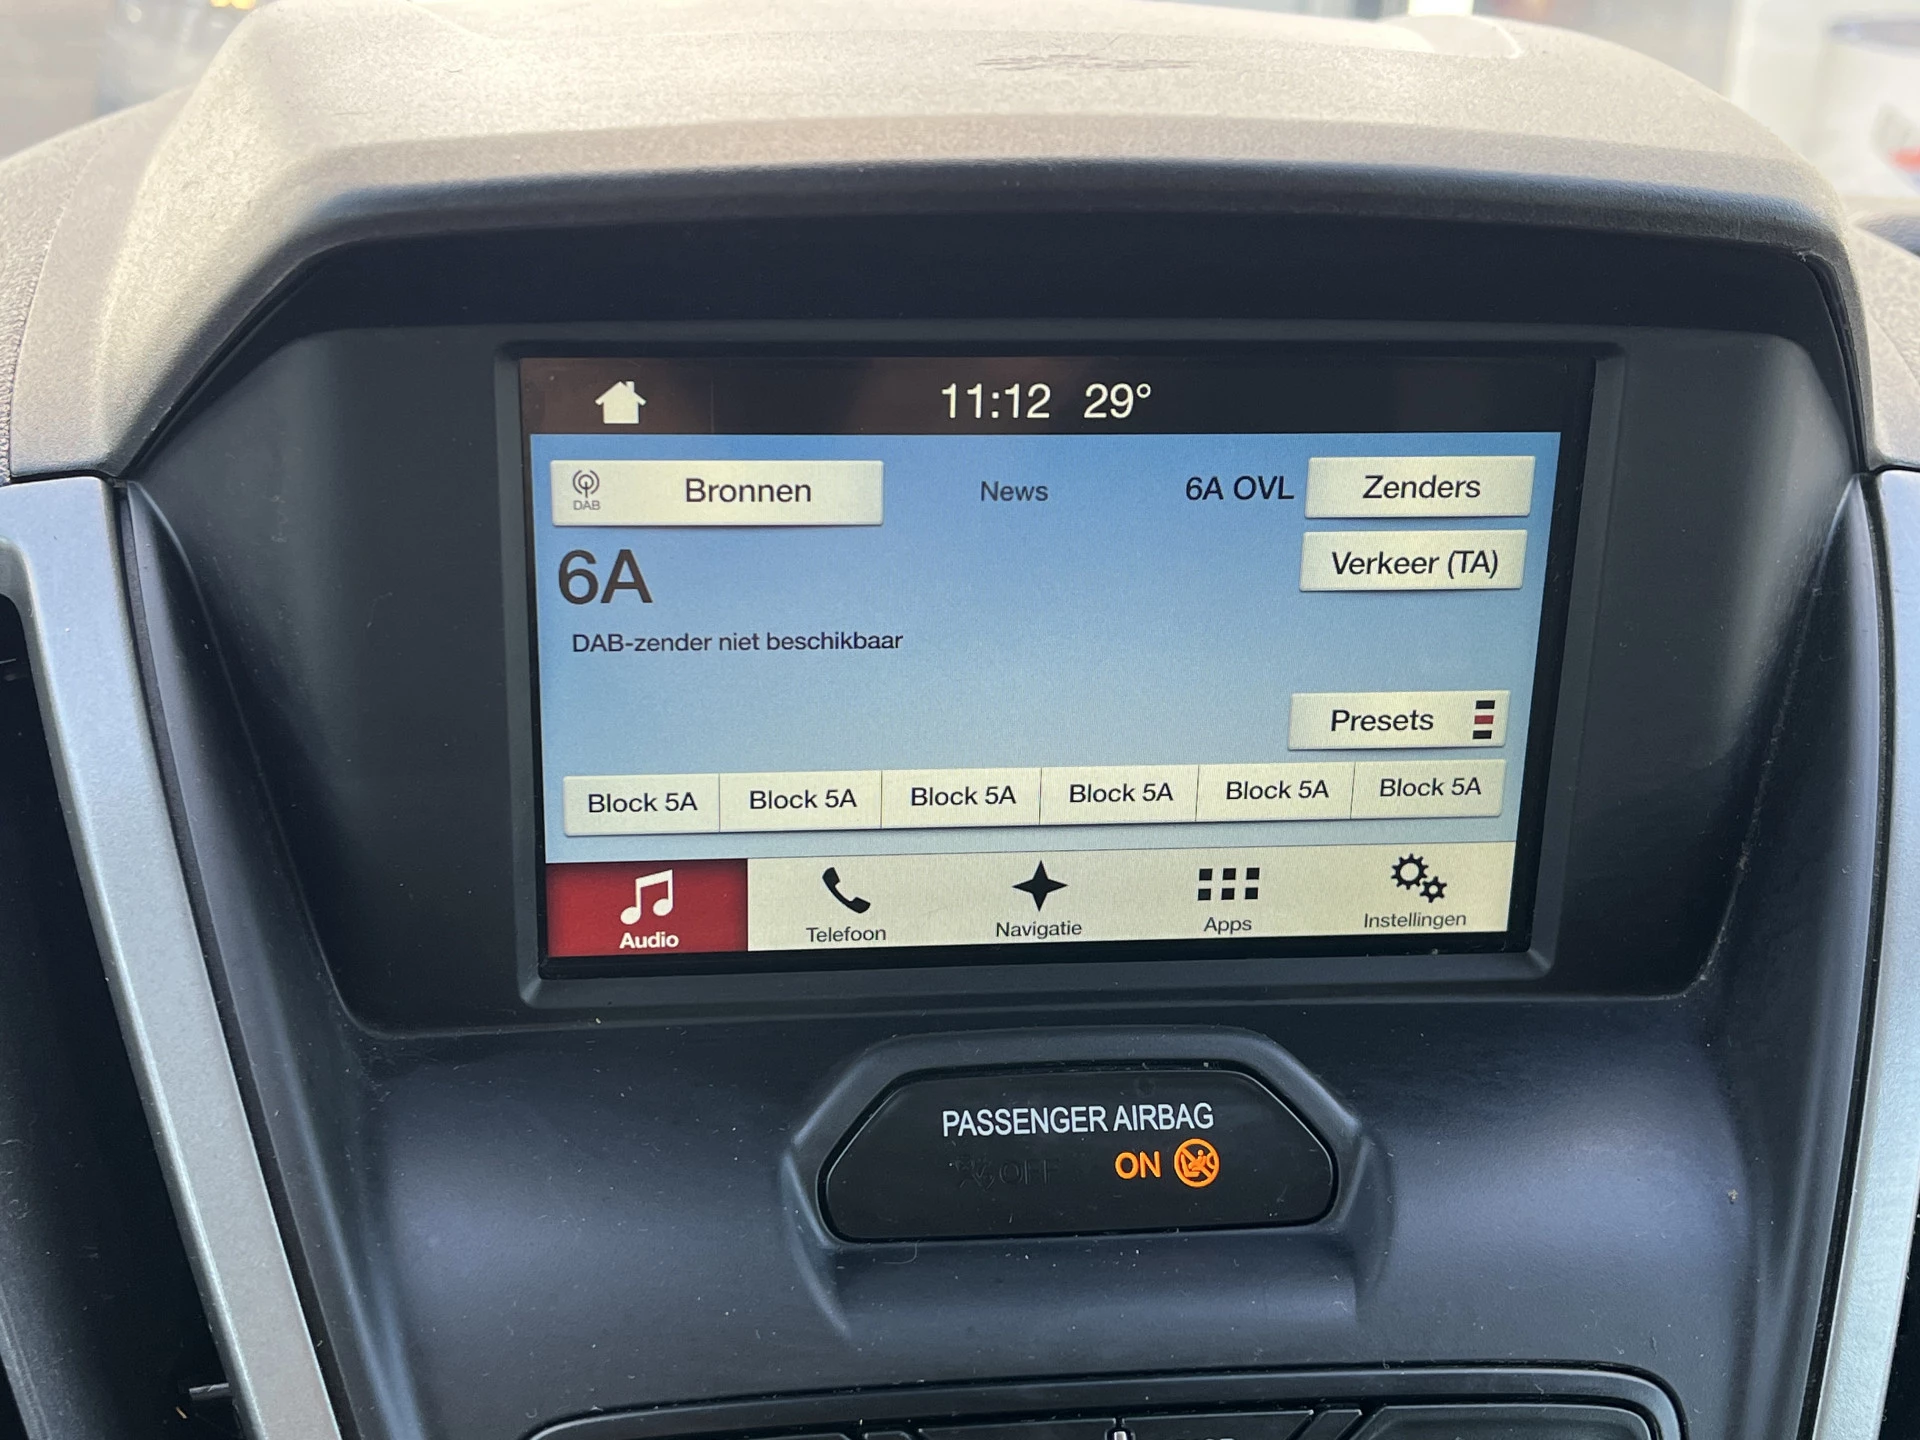 11:12 29°
DAB
Bronnen
News
6A OVL
Zenders
6A
Verkeer (TA)
DAB-zender niet beschikbaar
Presets
Block 5A Block 5A Block 5A Block 5A Block 5A Block 5A
Audio Telefoon Navigatie Apps Instellingen
PASSENGER AIRBAG
OFF ON